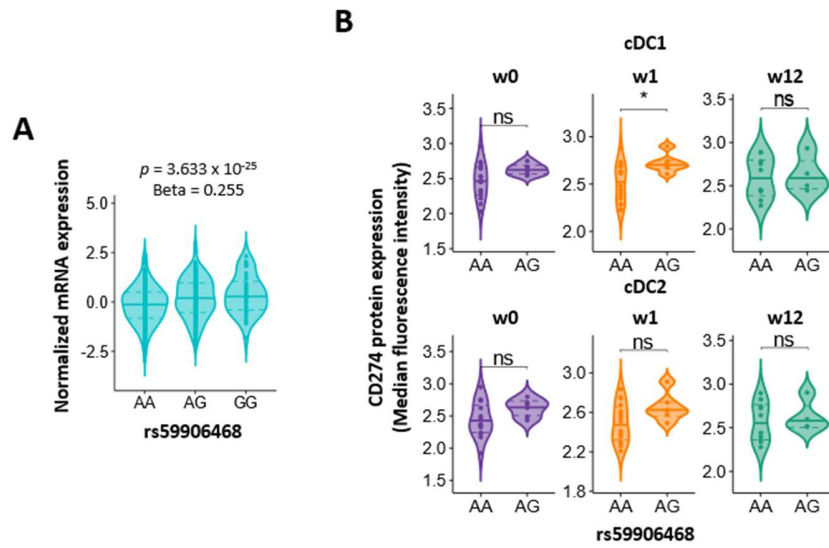 A
p = 3.633 x 10-25
Beta = 0.255
Normalized mRNA expression
5.0
2.5
0.0
-2.5
AA AG GG
rs59906468
B
CD274 protein expression
(Median fluorescence intensity)
cDC1
w0 w1 w12
ns * ns
3.5
3.0
2.5
2.0
1.5
3.0
2.5
2.0
3.5
3.0
2.5
2.0
AA AG AA AG AA AG
cDC2
w0 w1 w12
ns ns ns
3.5
3.0
2.5
2.0
1.5
3.0
2.6
2.2
1.8
3.5
3.0
2.5
2.0
AA AG AA AG AA AG
rs59906468